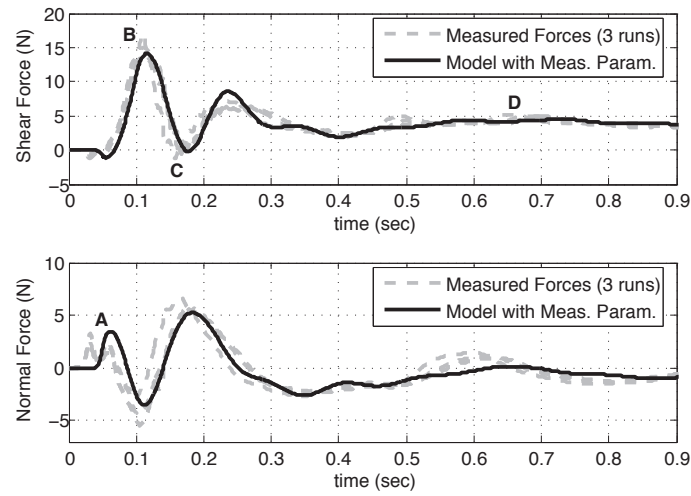 20
15
10
5
0
−5
Shear Force (N)
B
C
D
Measured Forces (3 runs)
Model with Meas. Param.
0 0.1 0.2 0.3 0.4 0.5 0.6 0.7 0.8 0.9
time (sec)
10
5
0
−5
Normal Force (N)
A
Measured Forces (3 runs)
Model with Meas. Param.
0 0.1 0.2 0.3 0.4 0.5 0.6 0.7 0.8 0.9
time (sec)